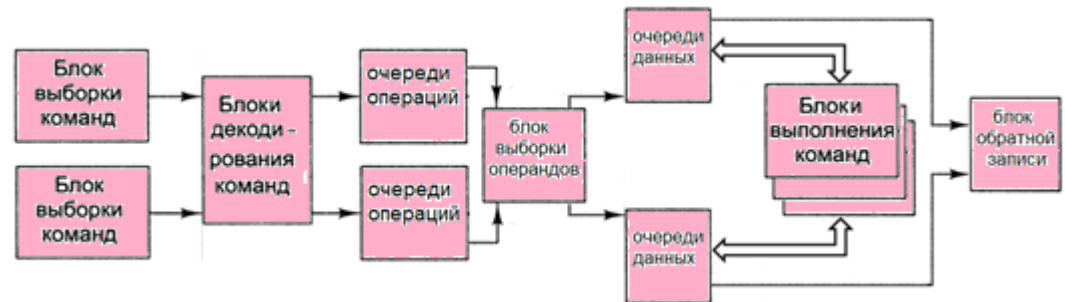 Блок
выборки
команд
Блок
выборки
команд
Блоки
декоди -
рования
команд
очереди
операций
очереди
операций
блок
выборки
операндов
очереди
данных
очереди
данных
Блоки
выполнения
команд
блок
обратной
записи